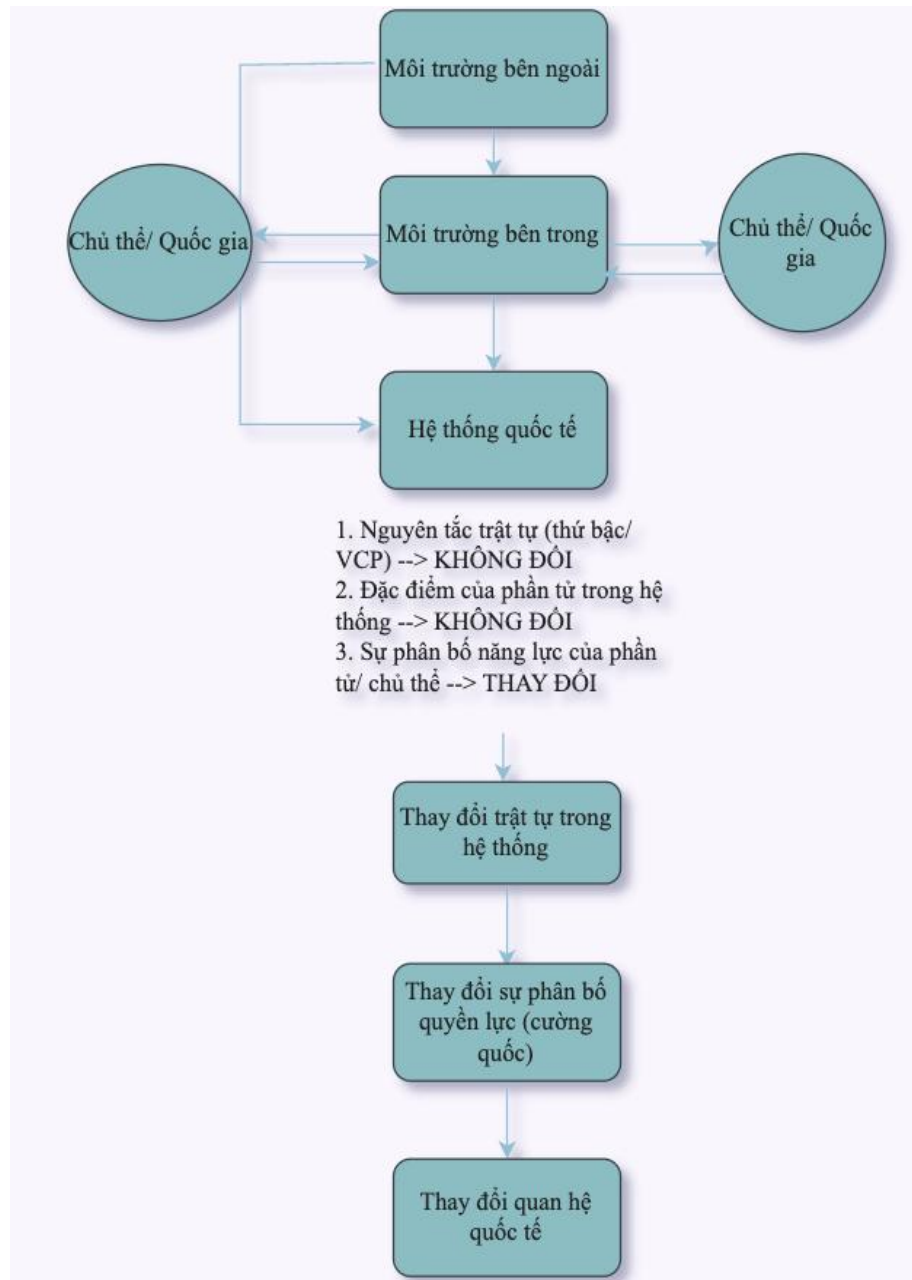 Môi trường bên ngoài
Chủ thể/ Quốc gia
Môi trường bên trong
Chủ thể/ Quốc
gia
Hệ thống quốc tế
1. Nguyên tắc trật tự (thứ bậc/
VCP) --> KHÔNG ĐỔI
2. Đặc điểm của phần tử trong hệ
thống --> KHÔNG ĐỔI
3. Sự phân bố năng lực của phần
tử/ chủ thể --> THAY ĐỔI
Thay đổi trật tự trong
hệ thống
Thay đổi sự phân bố
quyền lực (cường
quốc)
Thay đổi quan hệ
quốc tế